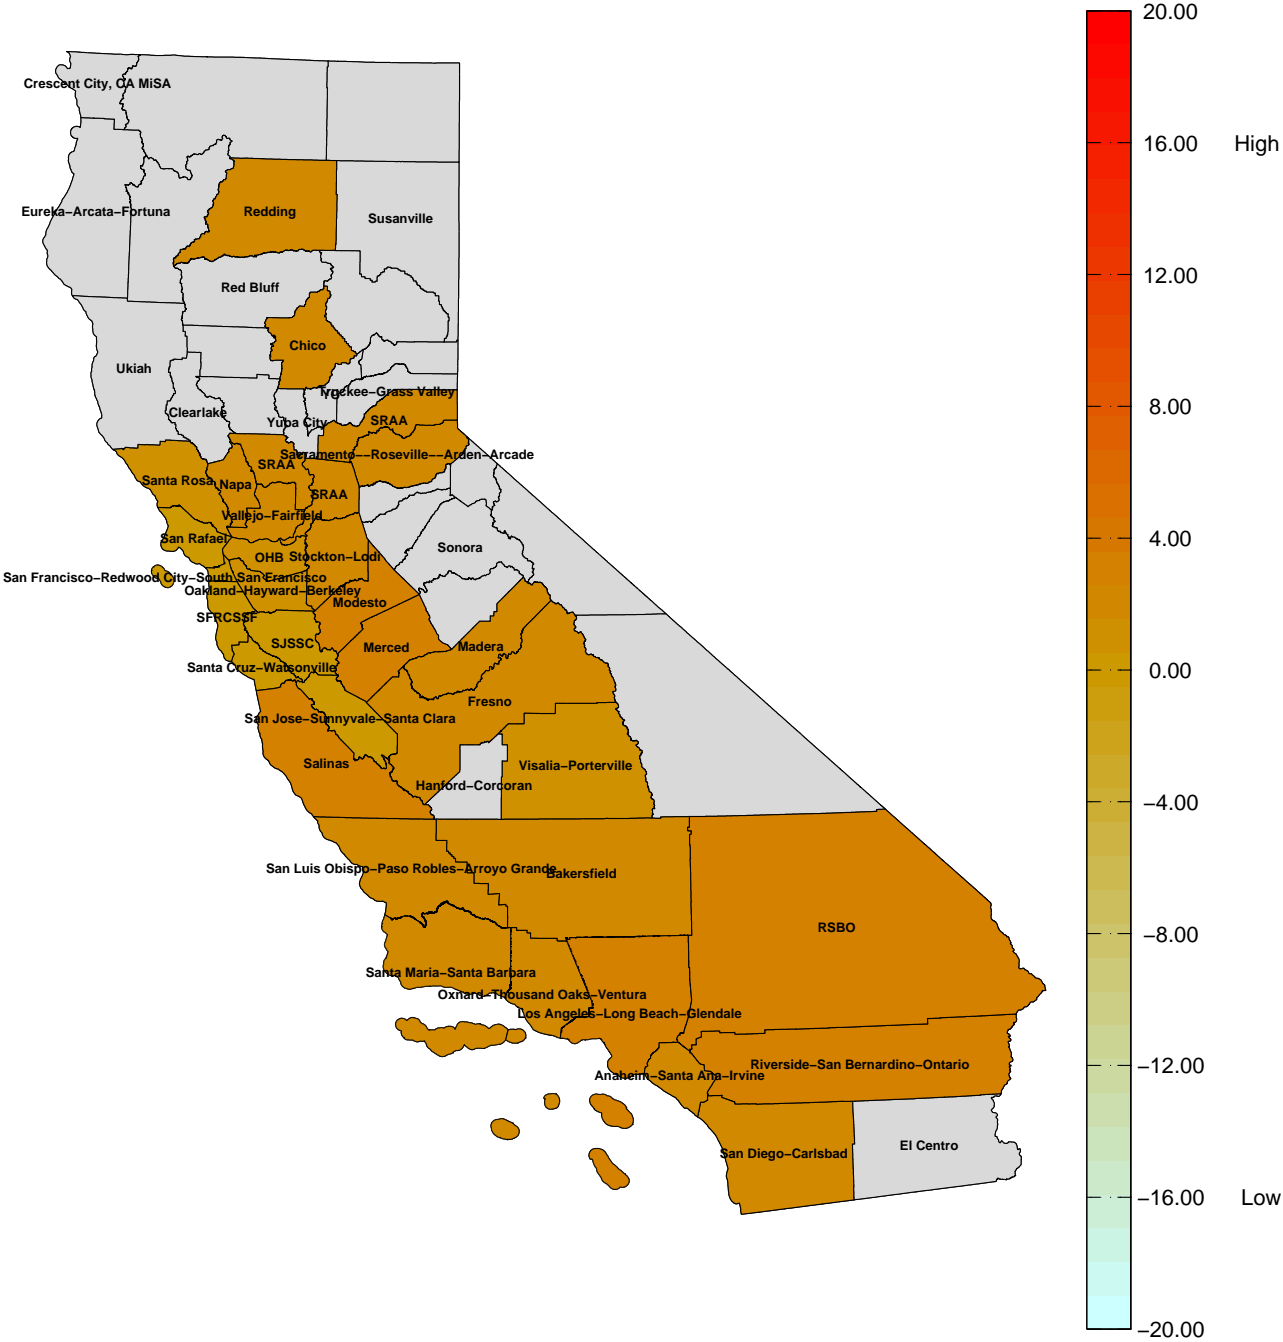 20.00
Crescent City, CA MiSA
16.00
High
Eureka−Arcata−Fortuna
Redding
Susanville
12.00
Red Bluff
Chico
Ukiah
Truckee−Grass Valley
8.00
Clearlake
Yuba City
SRAA
Sacramento−−Roseville−−Arden−Arcade
SRAA
Santa Rosa
Napa
SRAA
Vallejo−Fairfield
San Rafael
4.00
Sonora
OHB
Stockton−Lodi
San Francisco−Redwood City−South San Francisco
Oakland−Hayward−Berkeley
Modesto
SFRCSSF
SJSSC
Merced
Madera
Santa Cruz−Watsonville
0.00
Fresno
San Jose−Sunnyvale−Santa Clara
Salinas
Visalia−Porterville
Hanford−Corcoran
−4.00
San Luis Obispo−Paso Robles−Arroyo Grande
Bakersfield
RSBO
−8.00
Santa Maria−Santa Barbara
Oxnard−Thousand Oaks−Ventura
Los Angeles−Long Beach−Glendale
Riverside−San Bernardino−Ontario
−12.00
Anaheim−Santa Ana−Irvine
San Diego−Carlsbad
El Centro
−16.00
Low
−20.00